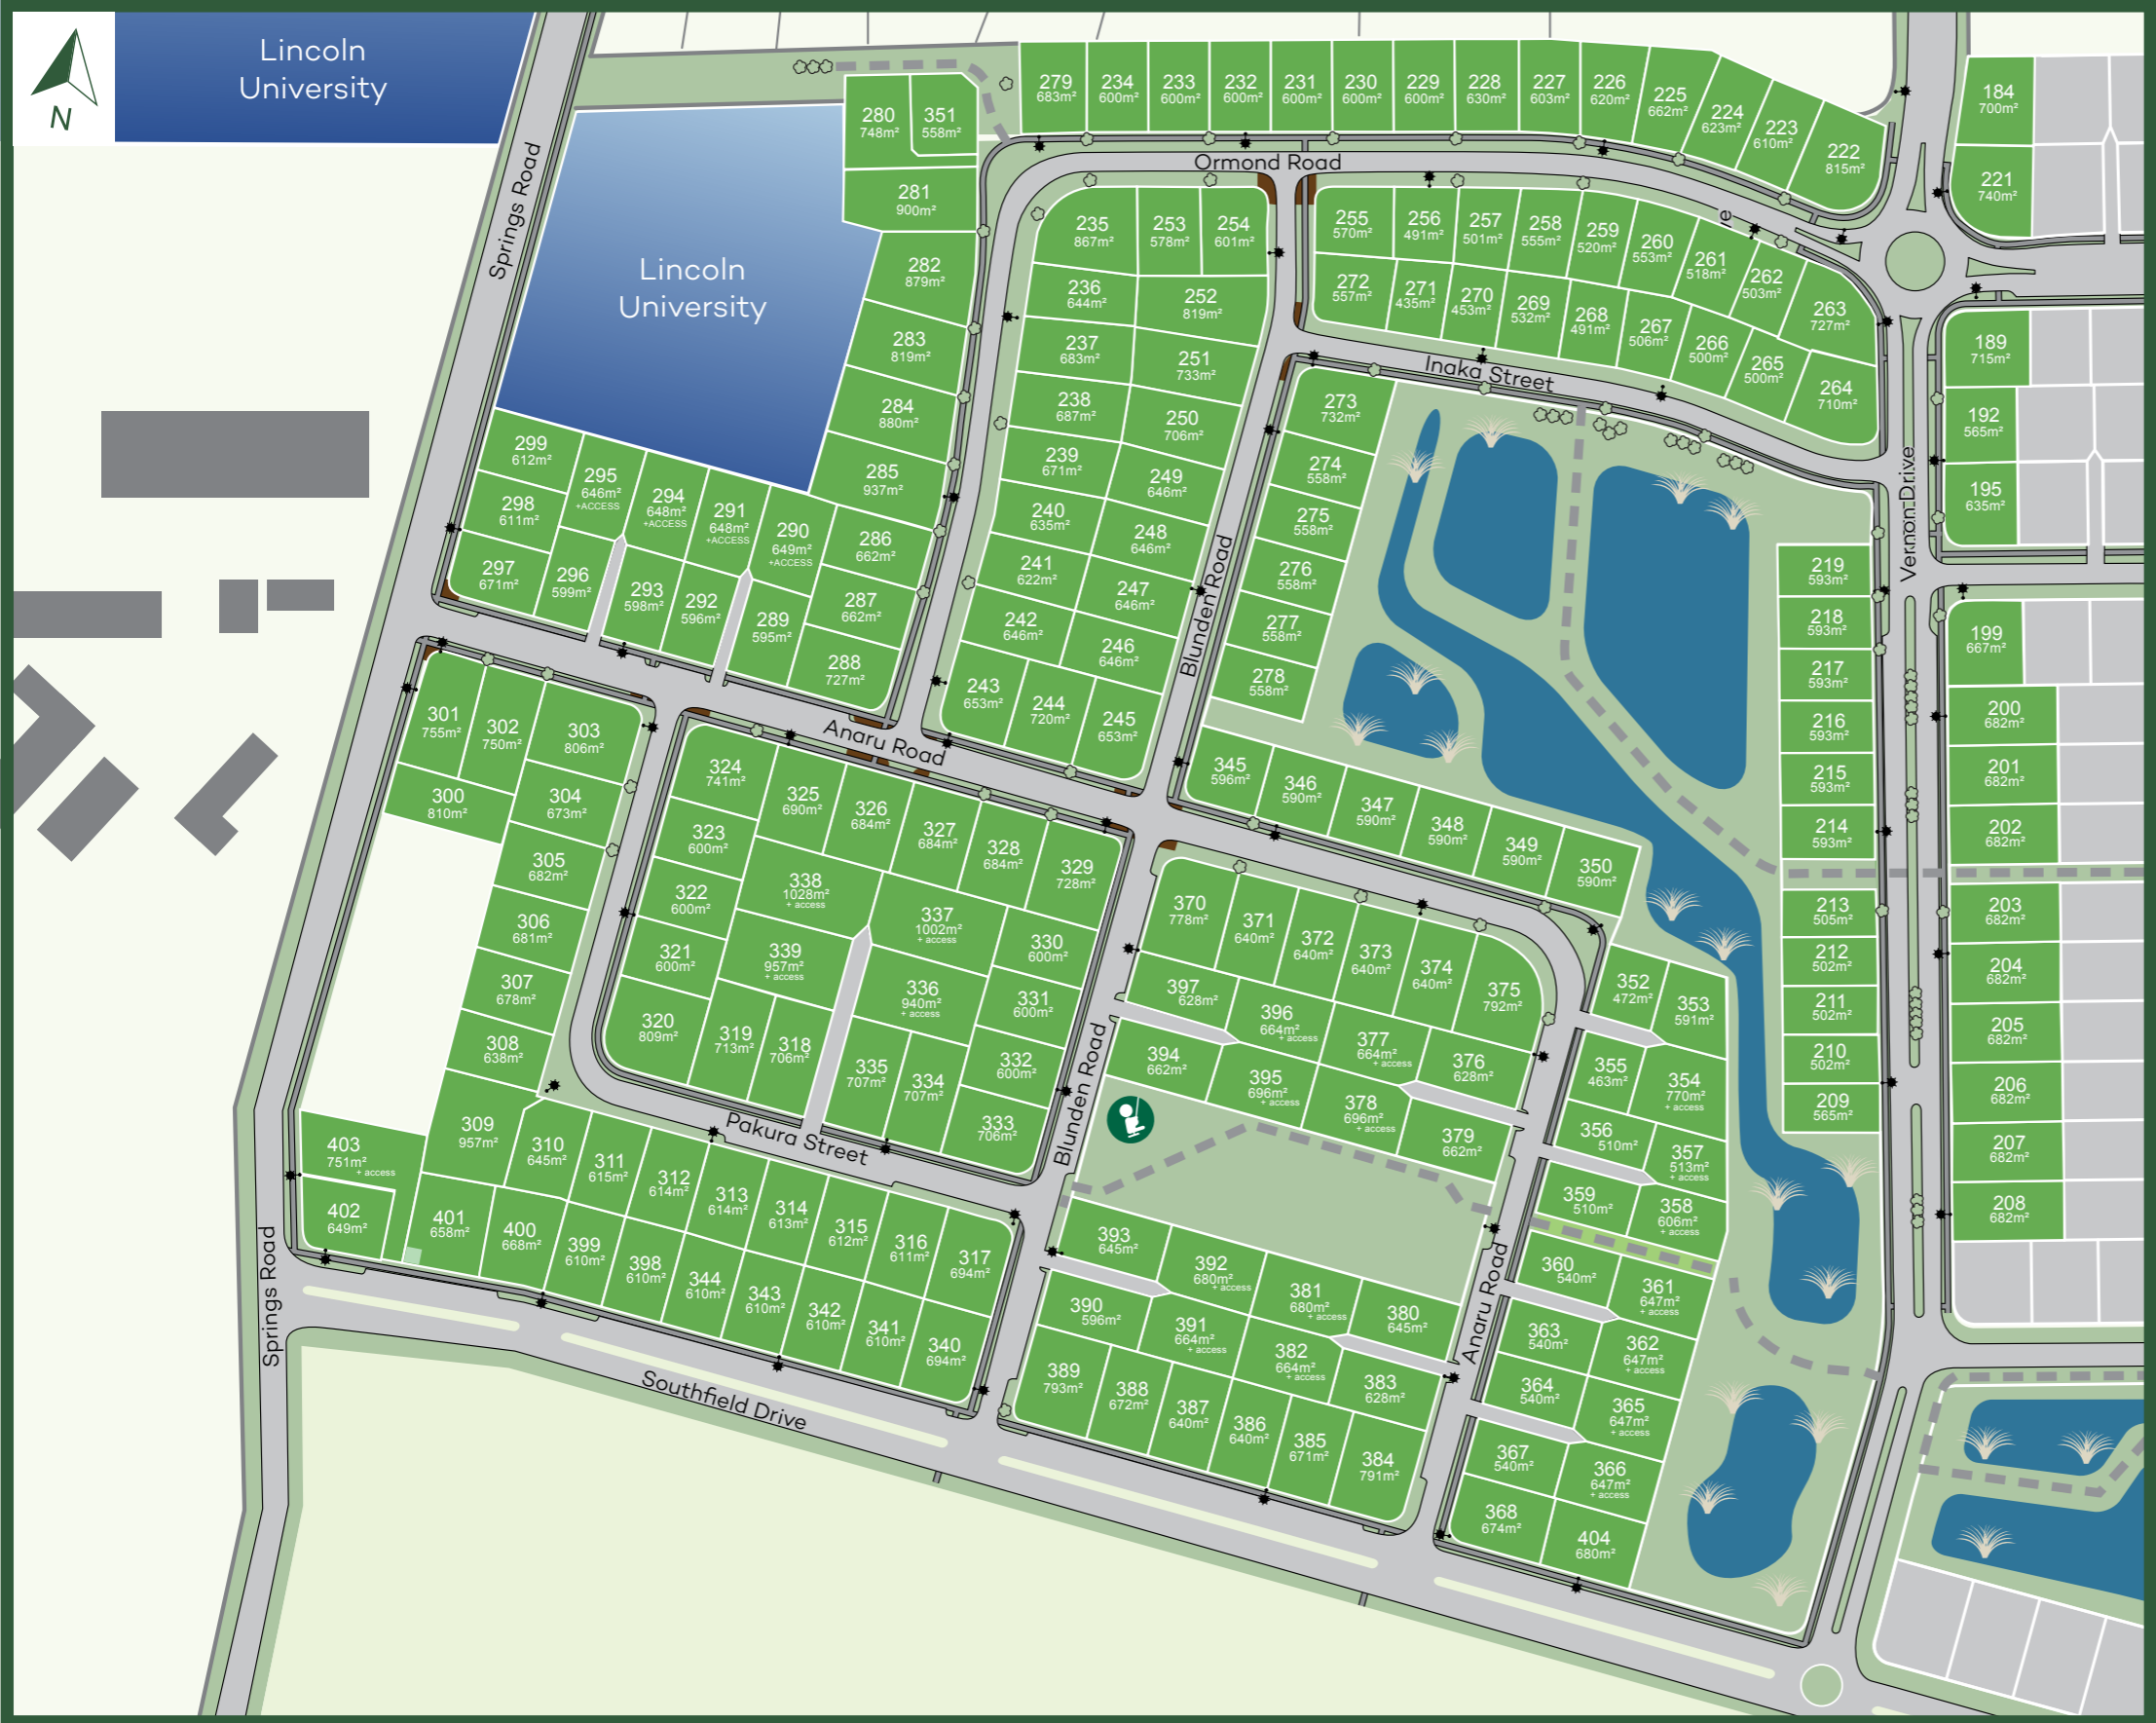 N
Lincoln
University
Lincoln
University
Springs Road
Springs Road
Ormond Road
Inaka Street
Vernon Drive
Blunden Road
Blunden Road
Anaru Road
Anaru Road
Pakura Street
Southfield Drive
e
279
683m²
234
600m²
233
600m²
232
600m²
231
600m²
230
600m²
229
600m²
228
630m²
227
603m²
226
620m²
225
662m²
224
623m²
223
610m²
222
815m²
184
700m²
221
740m²
280
748m²
351
558m²
281
900m²
282
879m²
283
819m²
284
880m²
285
937m²
286
662m²
287
662m²
288
727m²
235
867m²
253
578m²
254
601m²
236
644m²
252
819m²
237
683m²
251
733m²
238
687m²
250
706m²
239
671m²
249
646m²
240
635m²
248
646m²
241
622m²
247
646m²
242
646m²
246
646m²
243
653m²
244
720m²
245
653m²
255
570m²
256
491m²
257
501m²
258
555m²
259
520m²
260
553m²
261
518m²
262
503m²
263
727m²
272
557m²
271
435m²
270
453m²
269
532m²
268
491m²
267
506m²
266
500m²
265
500m²
264
710m²
189
715m²
192
565m²
195
635m²
273
732m²
274
558m²
275
558m²
276
558m²
277
558m²
278
558m²
299
612m²
298
611m²
297
671m²
295
646m²
+ACCESS
294
648m²
+ACCESS
291
648m²
+ACCESS
290
649m²
+ACCESS
296
599m²
293
598m²
292
596m²
289
595m²
219
593m²
218
593m²
217
593m²
216
593m²
215
593m²
214
593m²
213
505m²
212
502m²
211
502m²
210
502m²
209
565m²
199
667m²
200
682m²
201
682m²
202
682m²
203
682m²
204
682m²
205
682m²
206
682m²
207
682m²
208
682m²
301
755m²
302
750m²
303
806m²
300
810m²
304
673m²
305
682m²
306
681m²
307
678m²
308
638m²
309
957m²
324
741m²
325
690m²
326
684m²
327
684m²
328
684m²
329
728m²
323
600m²
322
600m²
321
600m²
320
809m²
338
1028m²
+ access
337
1002m²
+ access
339
957m²
+ access
336
940m²
+ access
330
600m²
331
600m²
332
600m²
333
706m²
319
713m²
318
706m²
335
707m²
334
707m²
345
596m²
346
590m²
347
590m²
348
590m²
349
590m²
350
590m²
370
778m²
371
640m²
372
640m²
373
640m²
374
640m²
375
792m²
397
628m²
396
664m²
+ access
377
664m²
+ access
376
628m²
394
662m²
395
696m²
+ access
378
696m²
+ access
379
662m²
352
472m²
353
591m²
355
463m²
354
770m²
+ access
356
510m²
357
513m²
+ access
359
510m²
358
606m²
+ access
360
540m²
361
647m²
+ access
363
540m²
362
647m²
+ access
364
540m²
365
647m²
+ access
367
540m²
366
647m²
+ access
368
674m²
404
680m²
403
751m²
+ access
402
649m²
401
658m²
400
668m²
399
610m²
398
610m²
344
610m²
343
610m²
342
610m²
341
610m²
340
694m²
310
645m²
311
615m²
312
614m²
313
614m²
314
613m²
315
612m²
316
611m²
317
694m²
393
645m²
392
680m²
+ access
381
680m²
+ access
380
645m²
390
596m²
391
664m²
+ access
382
664m²
+ access
383
628m²
389
793m²
388
672m²
387
640m²
386
640m²
385
671m²
384
791m²